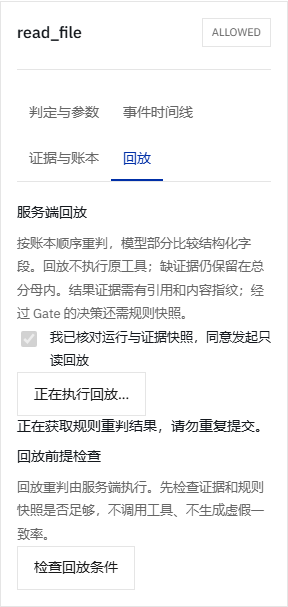 read_file
ALLOWED
判定与参数
事件时间线
证据与账本
回放
服务端回放
按账本顺序重判，模型部分比较结构化字
段。回放不执行原工具；缺证据仍保留在总
分母内。结果证据需有引用和内容指纹；经
过 Gate 的决策还需规则快照。
我已核对运行与证据快照，同意发起只
读回放
正在执行回放...
正在获取规则重判结果，请勿重复提交。
回放前提检查
回放重判由服务端执行。先检查证据和规则
快照是否足够，不调用工具、不生成虚假一
致率。
检查回放条件